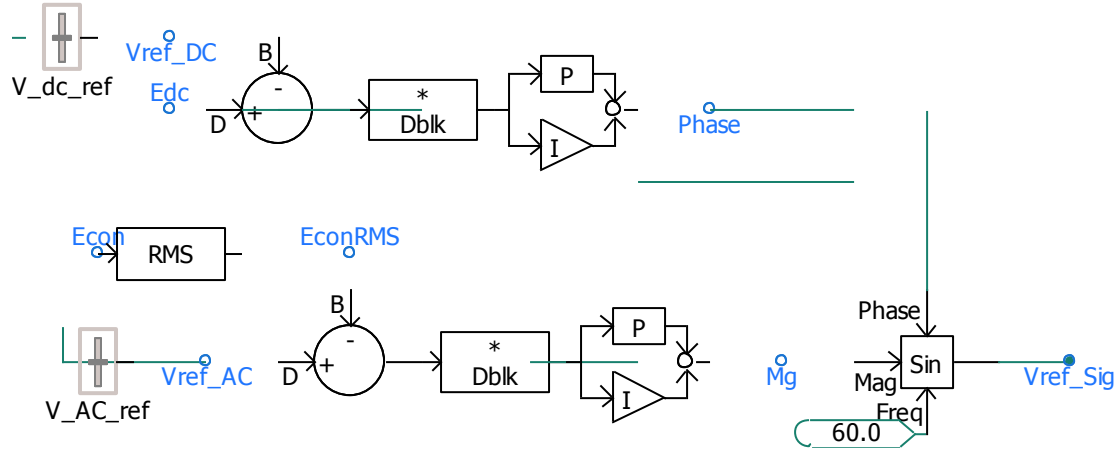 V_dc_ref
Vref_DC
Edc
B
-
D
+
*
Dblk
P
I
Phase
Econ
RMS
EconRMS
V_AC_ref
Vref_AC
B
-
D
+
*
Dblk
P
I
Mg
Phase
Mag
Sin
Freq
60.0
Vref_Sig